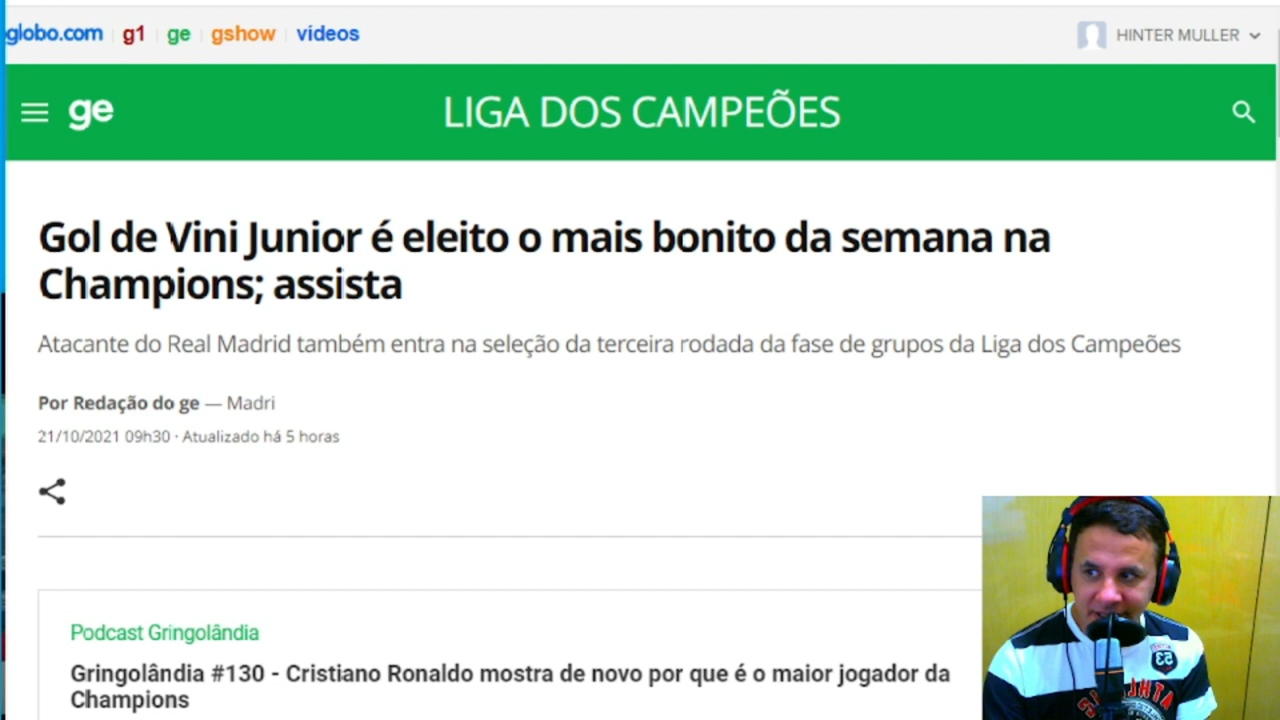 globo.com g1 ge gshow vídeos HINTER MULLER
ge LIGA DOS CAMPEÕES
Gol de Vini Junior é eleito o mais bonito da semana na
Champions; assista
Atacante do Real Madrid também entra na seleção da terceira rodada da fase de grupos da Liga dos Campeões
Por Redação do ge — Madri
21/10/2021 09h30 · Atualizado há 5 horas
Podcast Gringolândia
Gringolândia #130 - Cristiano Ronaldo mostra de novo por que é o maior jogador da
Champions
53